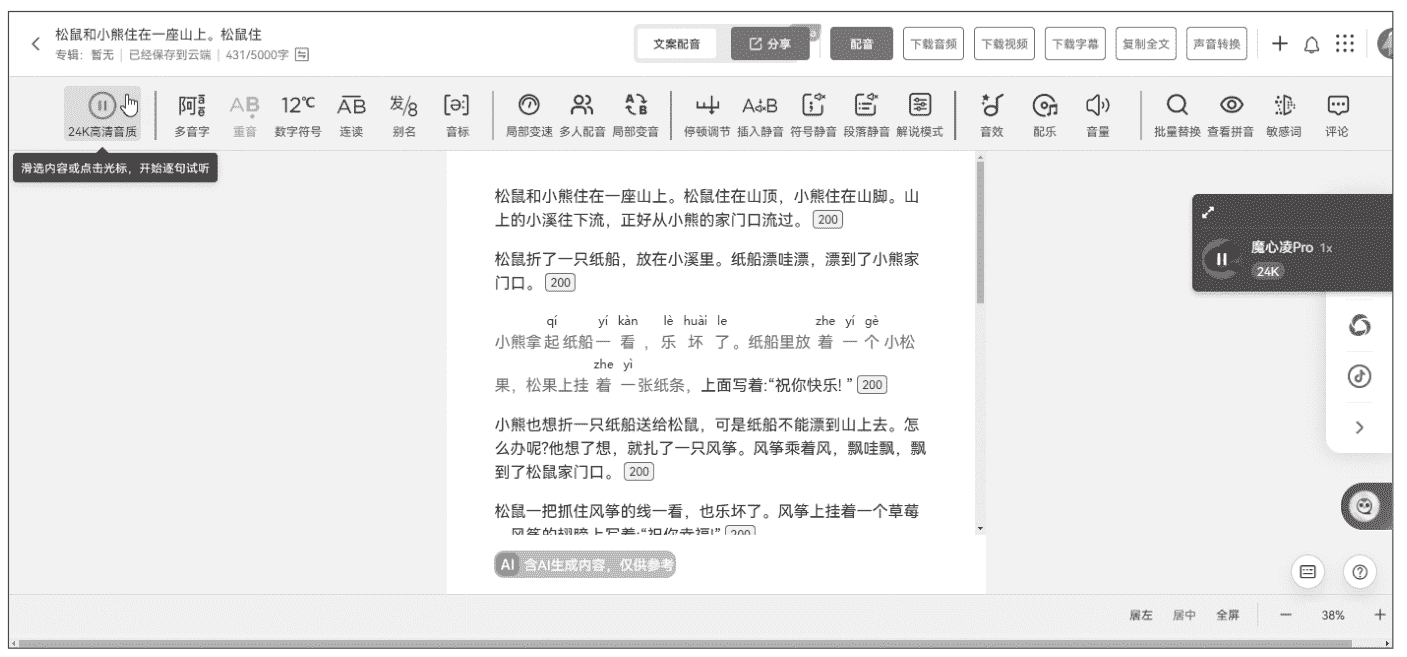 松鼠和小熊住在一座山上。松鼠住
专辑：暂无 | 已经保存到云端 | 431/5000字
文案配音
分享
配音
下载音频
下载视频
下载字幕
复制全文
声音转换
24K高清音质
多音字
重音
12℃
数字符号
连读
别名
音标
局部变速
多人配音
局部变音
停顿调节
插入静音
符号静音
段落静音
解说模式
音效
配乐
音量
批量替换
查看拼音
敏感词
评论
滑选内容或点击光标，开始逐句试听
松鼠和小熊住在一座山上。松鼠住在山顶，小熊住在山脚。山
上的小溪往下流，正好从小熊的家门口流过。 200
松鼠折了一只纸船，放在小溪里。纸船漂哇漂，漂到了小熊家
门口。 200
qí yí kàn lè huài le zhe yí gè
小熊拿起纸船一 看 ，乐 坏 了。纸船里放 着 一 个 小松
zhe yì
果，松果上挂 着 一张纸条，上面写着:“祝你快乐! ” 200
小熊也想折一只纸船送给松鼠，可是纸船不能漂到山上去。怎
么办呢?他想了想，就扎了一只风筝。风筝乘着风，飘哇飘，飘
到了松鼠家门口。 200
松鼠一把抓住风筝的线一看，也乐坏了。风筝上挂着一个草莓
，风筝的翅膀上写着:“祝你幸福!” 200
AI 含AI生成内容，仅供参考
魔心凌Pro 1x
24K
居左
居中
全屏
38%